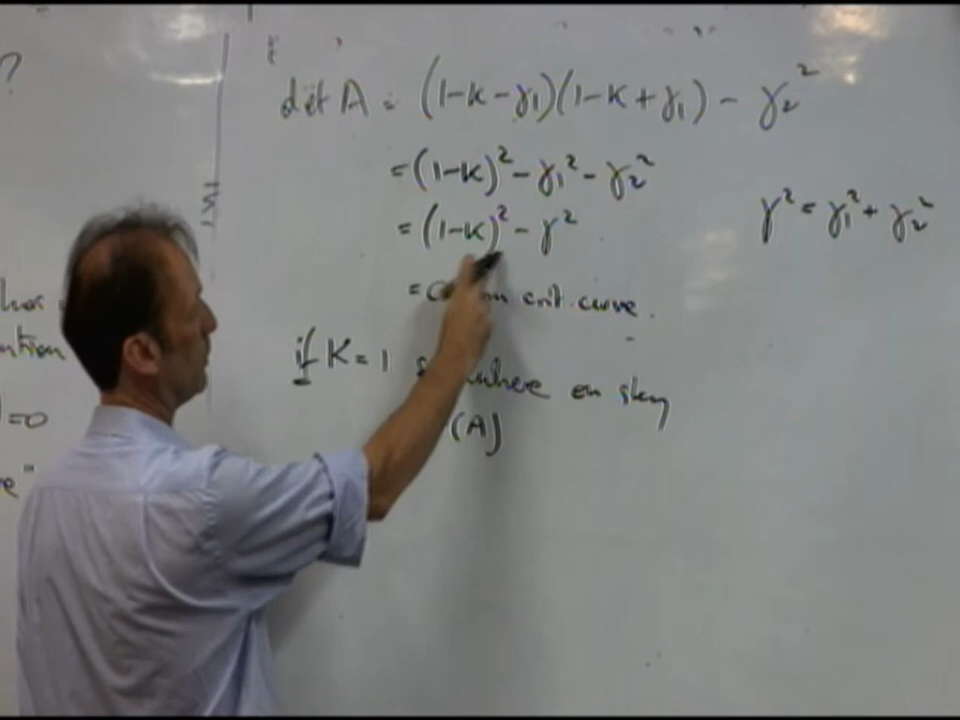 ?
det A = (1-κ-γ₁)(1-κ+γ₁) - γ₂²
= (1-κ)² - γ₁² - γ₂²
= (1-κ)² - γ²
γ² = γ₁² + γ₂²
= on crit. curve.
if κ = 1 on sky
(A)
=0